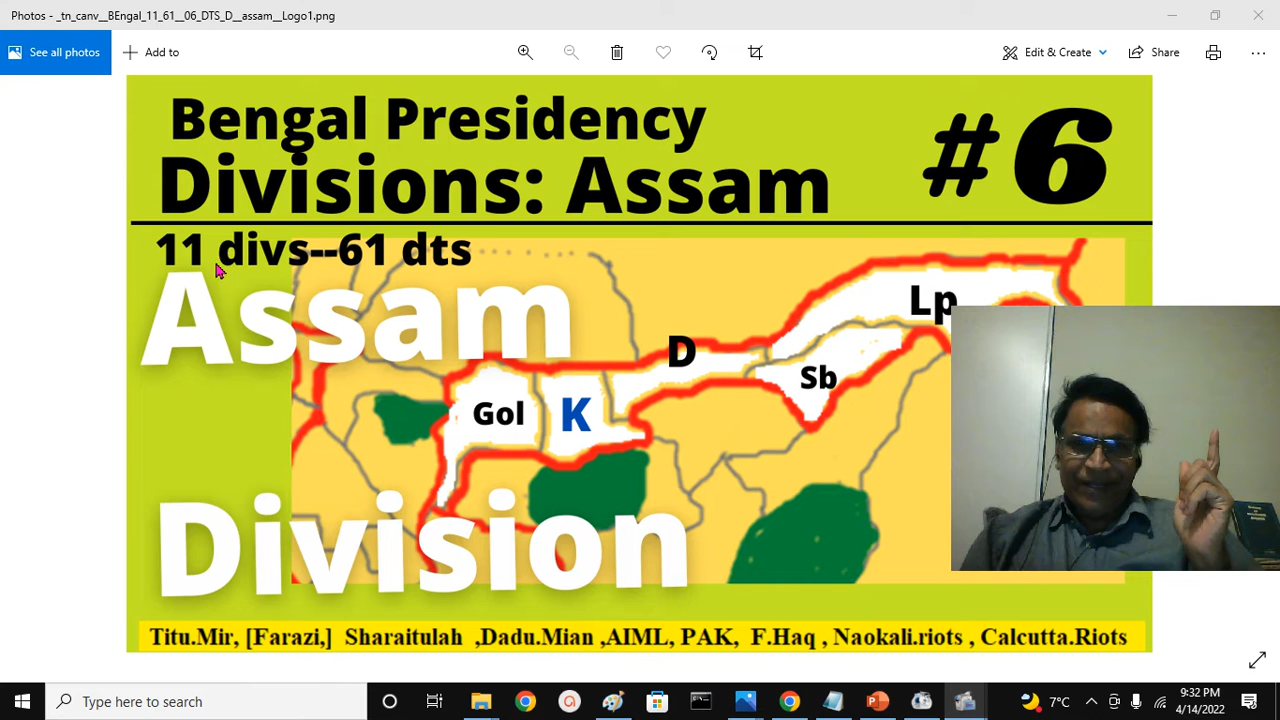 Photos - _tn_canv__BEngal_11_61__06_DTS_D__assam__Logo1.png
See all photos
Add to
Edit & Create
Share
Bengal Presidency
#6
Divisions: Assam
11 divs--61 dts
Assam
Lp
D
Sb
Gol
K
Division
Titu.Mir, [Farazi,] Sharaitulah ,Dadu.Mian ,AIML, PAK, F.Haq , Naokali.riots , Calcutta.Riots
Type here to search
7°C
9:32 PM
4/14/2022